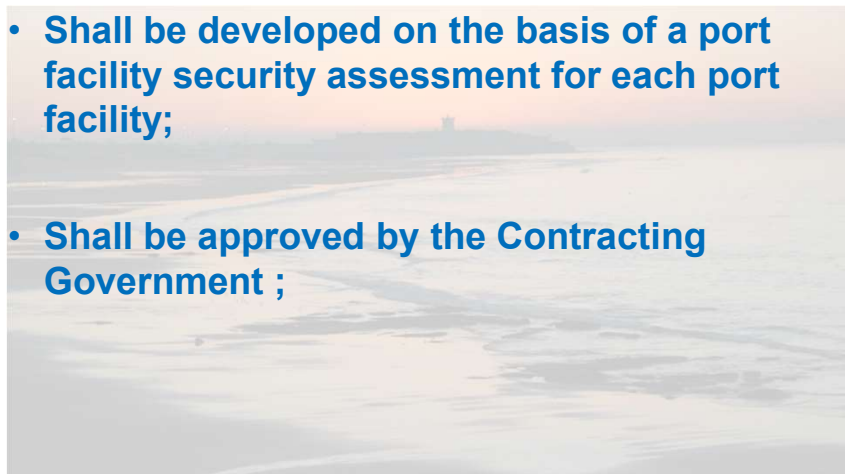 • Shall be developed on the basis of a port
facility security assessment for each port
facility;
• Shall be approved by the Contracting
Government ;